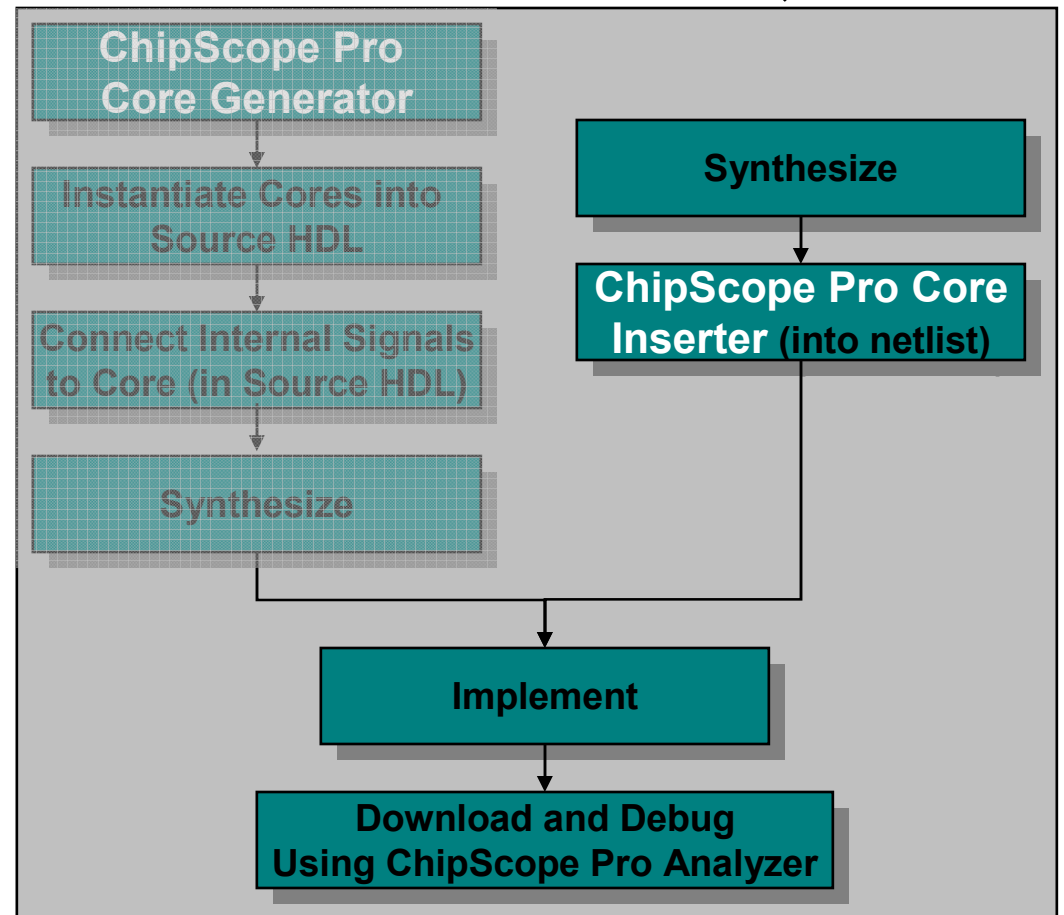 ChipScope Pro
Core Generator
Instantiate Cores into
Source HDL
Connect Internal Signals
to Core (in Source HDL)
Synthesize
Synthesize
ChipScope Pro Core
Inserter (into netlist)
Implement
Download and Debug
Using ChipScope Pro Analyzer